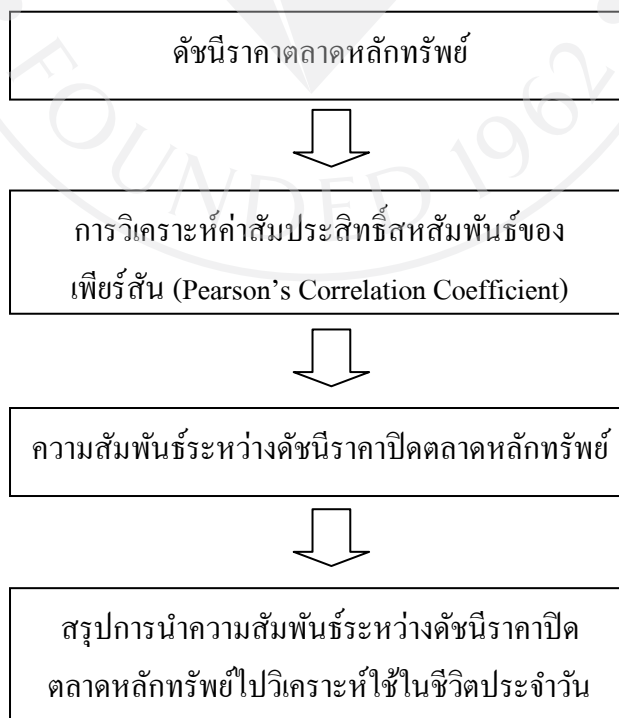 ดัชนีราคาตลาดหลักทรัพย์
FOUNDED 1962
การวิเคราะห์ค่าสัมประสิทธิ์สหสัมพันธ์ของ
เพียร์สัน (Pearson’s Correlation Coefficient)
ความสัมพันธ์ระหว่างดัชนีราคาปิดตลาดหลักทรัพย์
สรุปการนำความสัมพันธ์ระหว่างดัชนีราคาปิด
ตลาดหลักทรัพย์ไปวิเคราะห์ใช้ในชีวิตประจำวัน